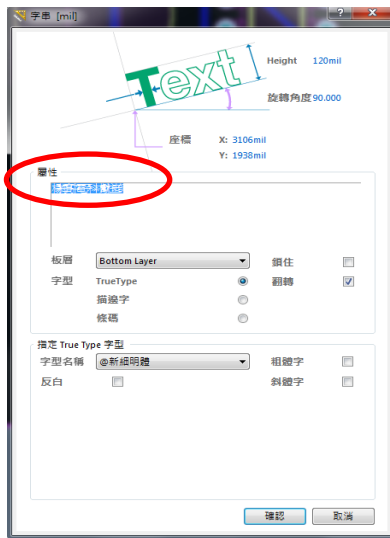 字串 [mil]
Text
Height 120mil
旋轉角度 90.000
座標 X: 3106mil
Y: 1938mil
屬性
板層 Bottom Layer 鎖住
字型 TrueType 翻轉
描邊字
條碼
指定 True Type 字型
字型名稱 @新細明體 粗體字
反白 斜體字
確認 取消